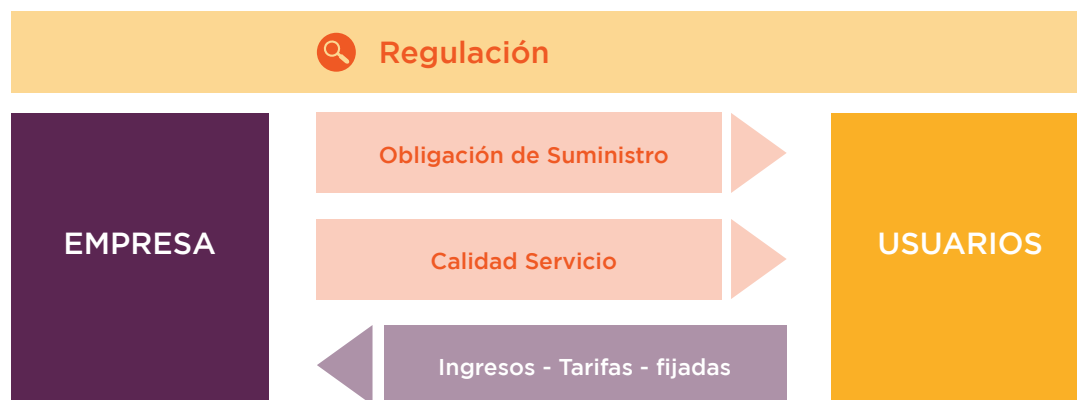 Regulación
Obligación de Suministro
EMPRESA
USUARIOS
Calidad Servicio
Ingresos - Tarifas - fijadas